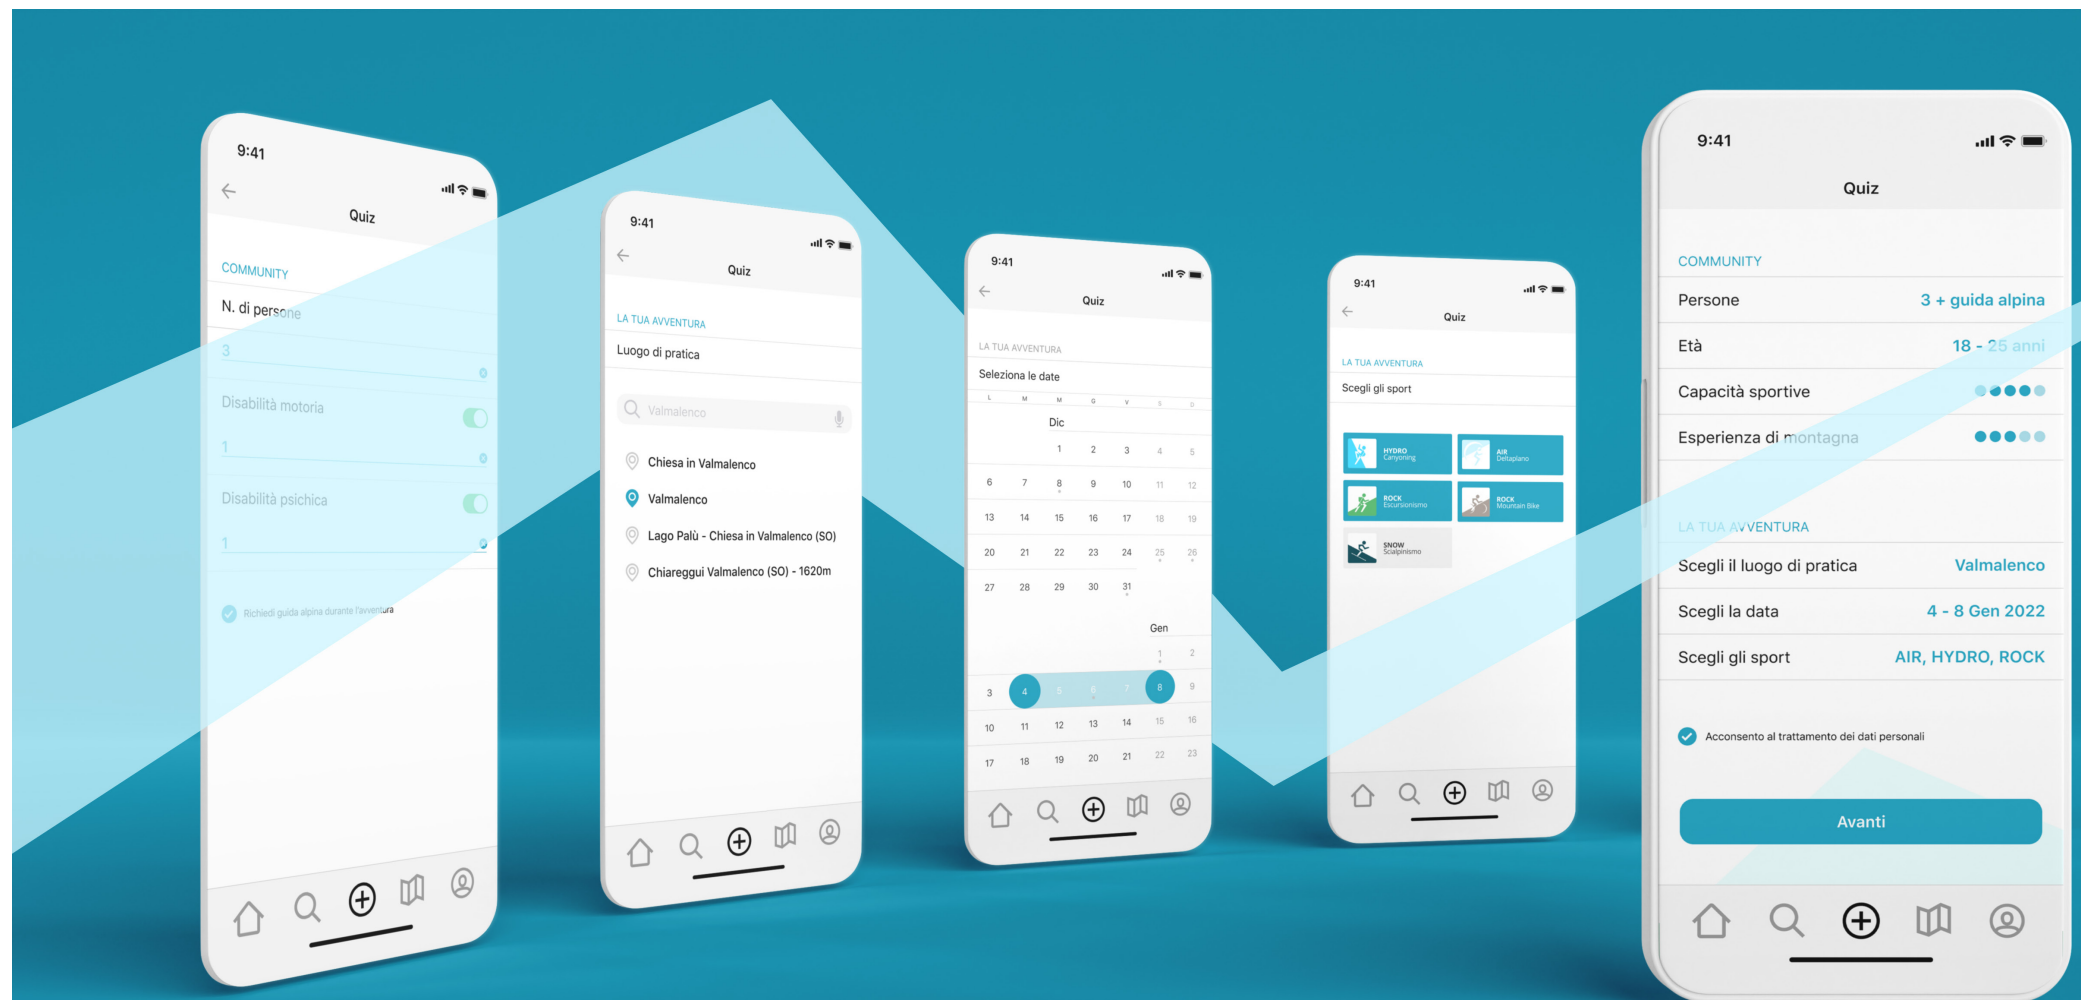 9:41
Quiz
COMMUNITY
N. di persone
3
Disabilità motoria
1
Disabilità psichica
1
Richiedi guida alpina durante l'avventura
9:41
Quiz
LA TUA AVVENTURA
Luogo di pratica
Valmalenco
Chiesa in Valmalenco
Valmalenco
Lago Palù - Chiesa in Valmalenco (SO)
Chiareggui Valmalenco (SO) - 1620m
9:41
Quiz
LA TUA AVVENTURA
Seleziona le date
L M M G V S D
Dic
1 2 3 4 5
6 7 8 9 10 11 12
13 14 15 16 17 18 19
20 21 22 23 24 25 26
27 28 29 30 31
Gen
1 2
3 4 5 6 7 8 9
10 11 12 13 14 15 16
17 18 19 20 21 22 23
9:41
Quiz
LA TUA AVVENTURA
Scegli gli sport
HYDRO
Canyoning
AIR
Deltaplano
ROCK
Escursionismo
ROCK
Mountain Bike
SNOW
Scialpinismo
9:41
Quiz
COMMUNITY
Persone 3 + guida alpina
Età 18 - 25 anni
Capacità sportive
Esperienza di montagna
LA TUA AVVENTURA
Scegli il luogo di pratica Valmalenco
Scegli la data 4 - 8 Gen 2022
Scegli gli sport AIR, HYDRO, ROCK
Acconsento al trattamento dei dati personali
Avanti